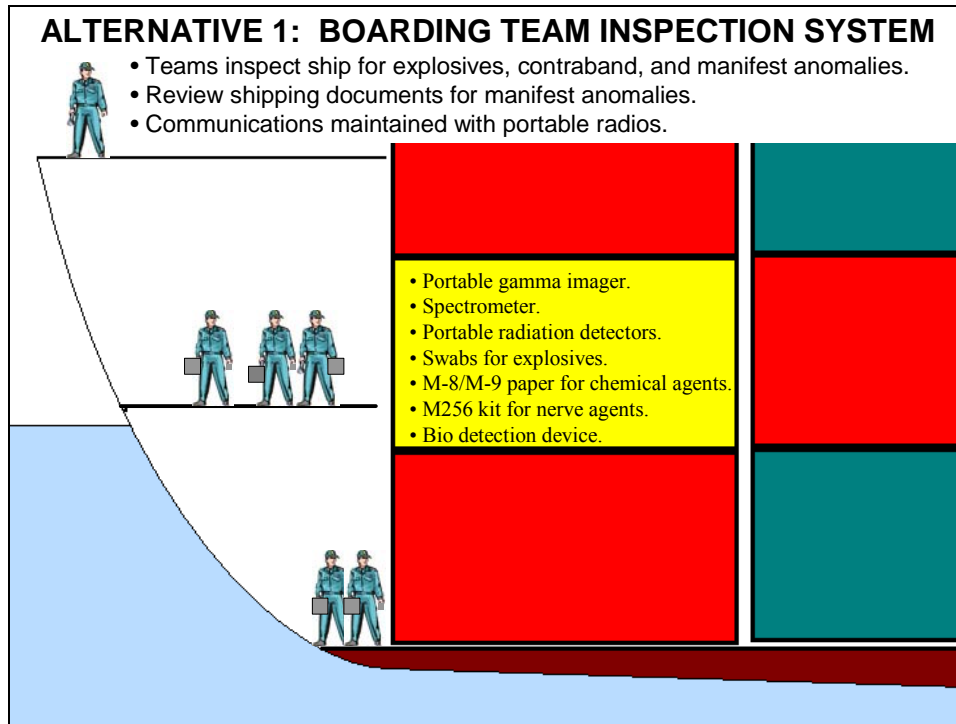 ALTERNATIVE 1: BOARDING TEAM INSPECTION SYSTEM
• Teams inspect ship for explosives, contraband, and manifest anomalies.
• Review shipping documents for manifest anomalies.
• Communications maintained with portable radios.
• Portable gamma imager.
• Spectrometer.
• Portable radiation detectors.
• Swabs for explosives.
• M-8/M-9 paper for chemical agents.
• M256 kit for nerve agents.
• Bio detection device.